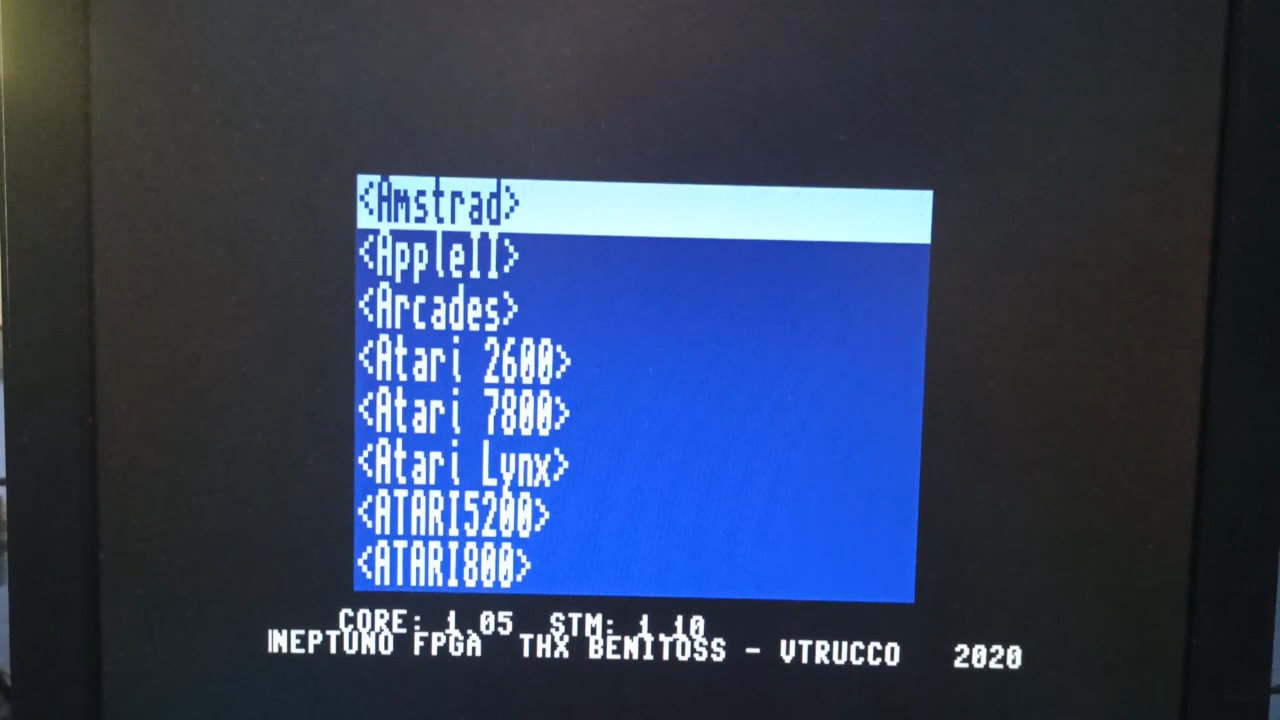 <Amstrad>
<AppleII>
<Arcades>
<Atari 2600>
<Atari 7800>
<Atari Lynx>
<ATARI5200>
<ATARI800>
CORE: 1.05 STM: 1.10
NEPTUNO FPGA THX BENITOSS - VTRUCCO 2020